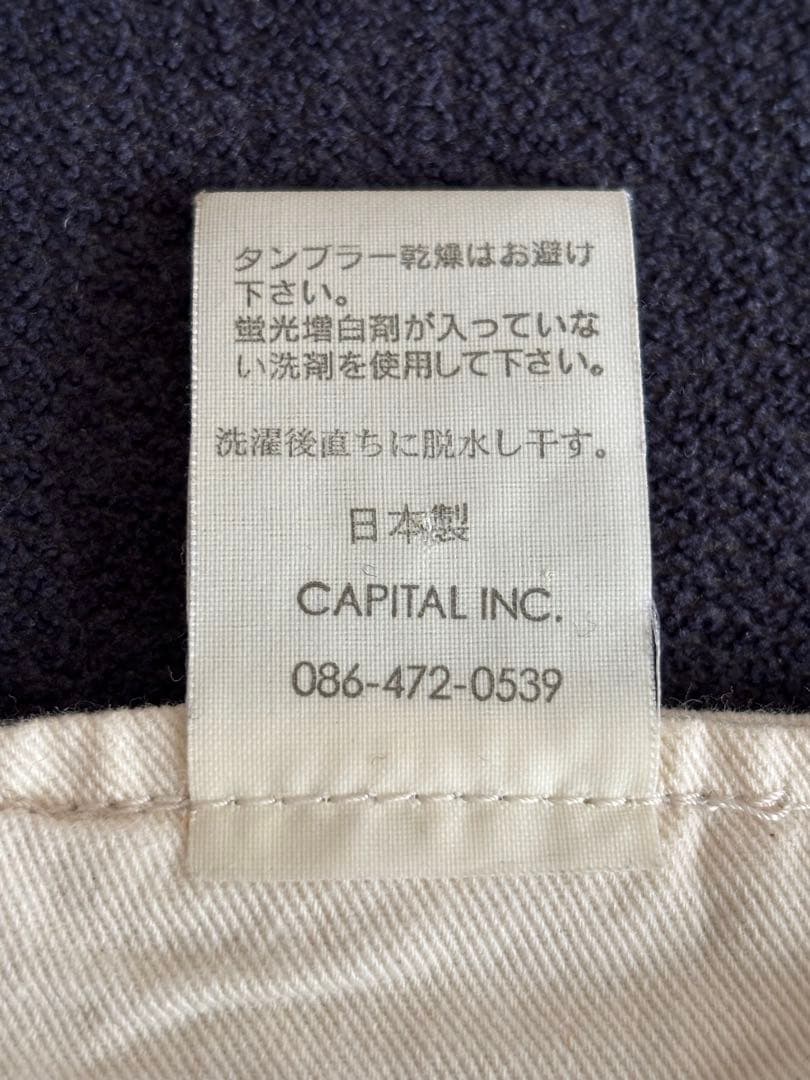 タンブラー乾燥はお避け
下さい。
蛍光増白剤が入っていな
い洗剤を使用して下さい。
洗濯後直ちに脱水し干す。
日本製
CAPITAL INC.
086-472-0539